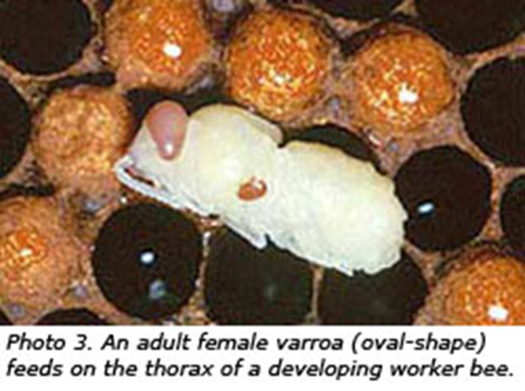 Photo 3. An adult female varroa (oval-shape)
feeds on the thorax of a developing worker bee.